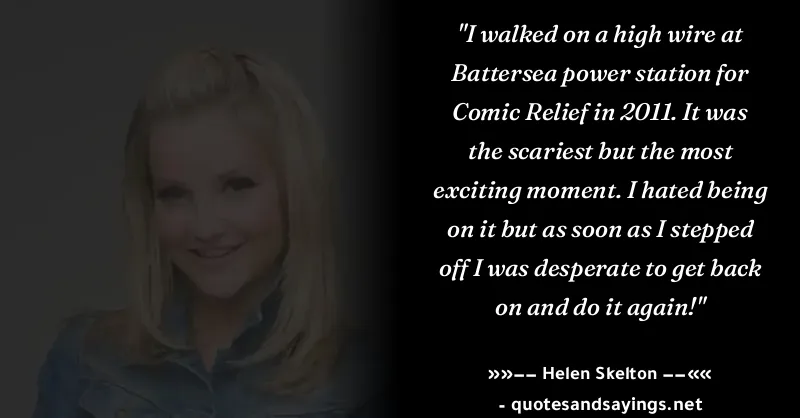 "I walked on a high wire at
Battersea power station for
Comic Relief in 2011. It was
the scariest but the most
exciting moment. I hated being
on it but as soon as I stepped
off I was desperate to get back
on and do it again!"
»»−− Helen Skelton −−««
- quotesandsayings.net